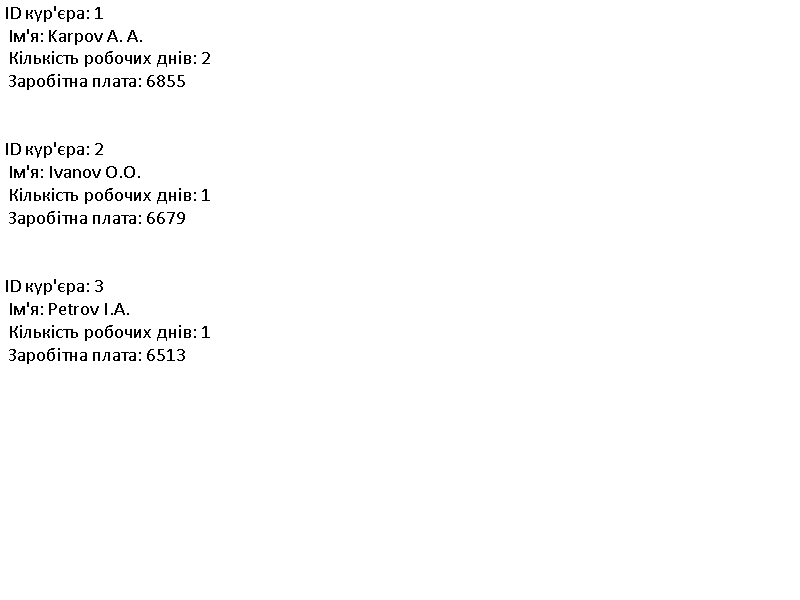 ID кур'єра: 1
Ім'я: Karpov A. A.
Кількість робочих днів: 2
Заробітна плата: 6855
ID кур'єра: 2
Ім'я: Ivanov O.O.
Кількість робочих днів: 1
Заробітна плата: 6679
ID кур'єра: 3
Ім'я: Petrov I.A.
Кількість робочих днів: 1
Заробітна плата: 6513